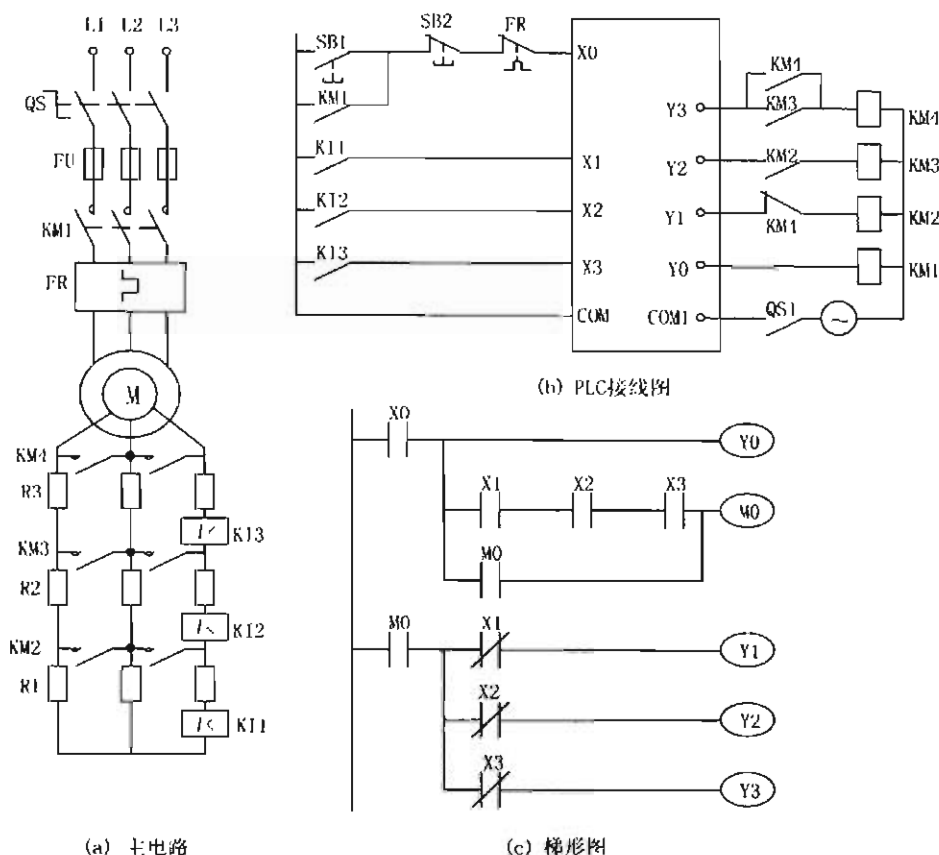 L1 L2 L3
QS
FU
KM1
FR
M
KM4
R3
KI3
KM3
R2
KI2
KM2
R1
KI1
(a) 主电路
SB1
SB2
FR
X0
KM1
KI1
X1
KI2
X2
KI3
X3
COM
KM4
Y3
KM3
KM4
Y2
KM2
KM3
Y1
KM4
KM2
Y0
KM1
COM1
QS1
~
(b) PLC接线图
X0
Y0
X1 X2 X3
M0
M0
M0 X1
Y1
X2
Y2
X3
Y3
(c) 梯形图